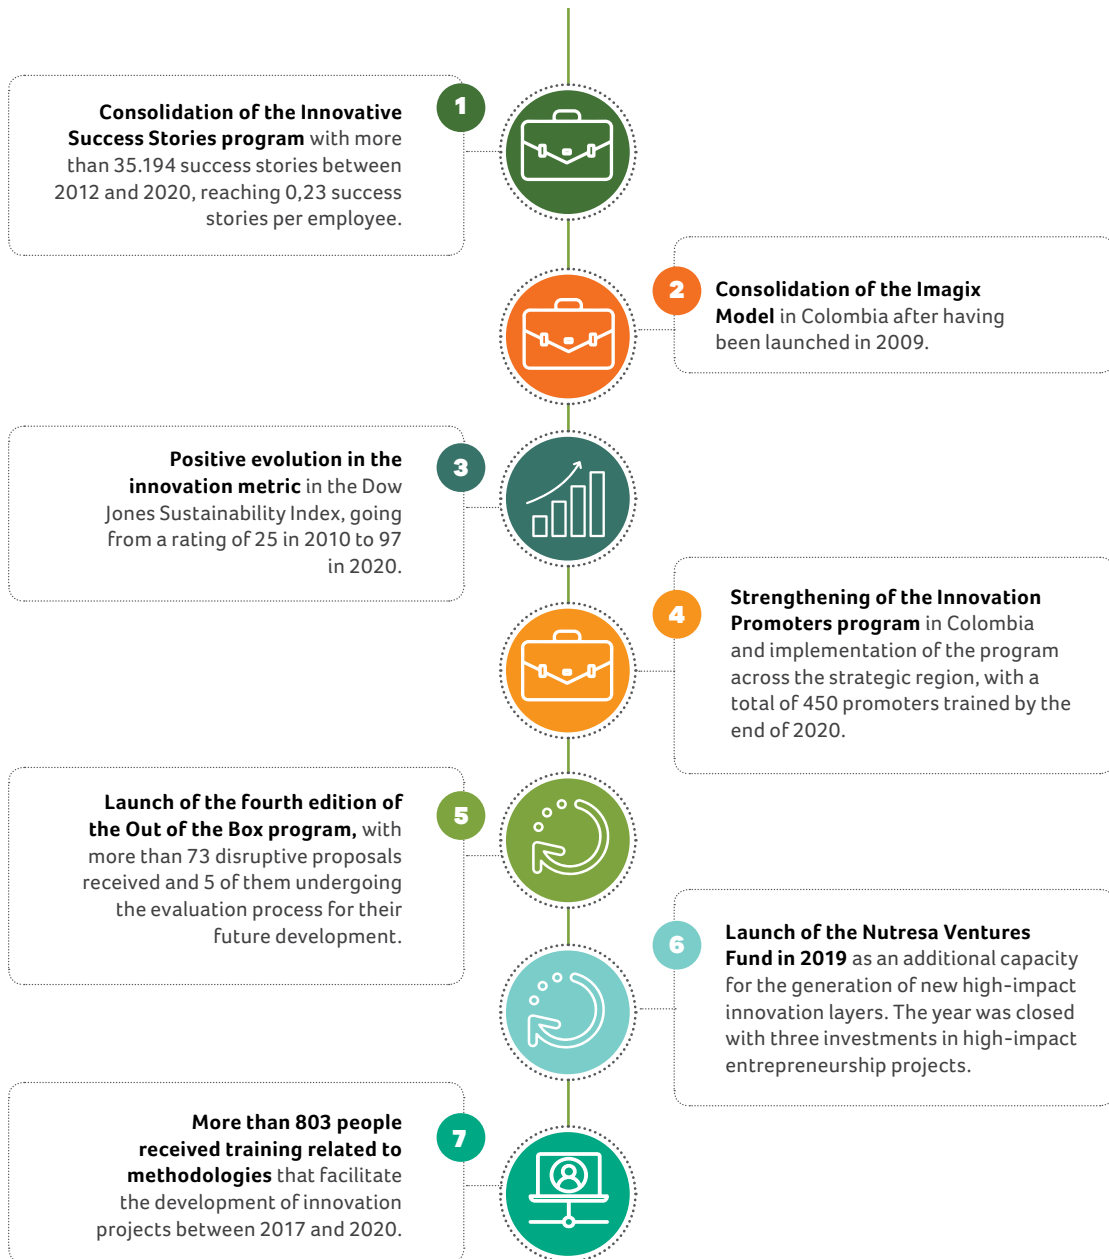 1
Consolidation of the Innovative
Success Stories program with more
than 35.194 success stories between
2012 and 2020, reaching 0,23 success
stories per employee.
2
Consolidation of the Imagix
Model in Colombia after having
been launched in 2009.
3
Positive evolution in the
innovation metric in the Dow
Jones Sustainability Index, going
from a rating of 25 in 2010 to 97
in 2020.
4
Strengthening of the Innovation
Promoters program in Colombia
and implementation of the program
across the strategic region, with a
total of 450 promoters trained by the
end of 2020.
5
Launch of the fourth edition of
the Out of the Box program, with
more than 73 disruptive proposals
received and 5 of them undergoing
the evaluation process for their
future development.
6
Launch of the Nutresa Ventures
Fund in 2019 as an additional capacity
for the generation of new high-impact
innovation layers. The year was closed
with three investments in high-impact
entrepreneurship projects.
7
More than 803 people
received training related to
methodologies that facilitate
the development of innovation
projects between 2017 and 2020.